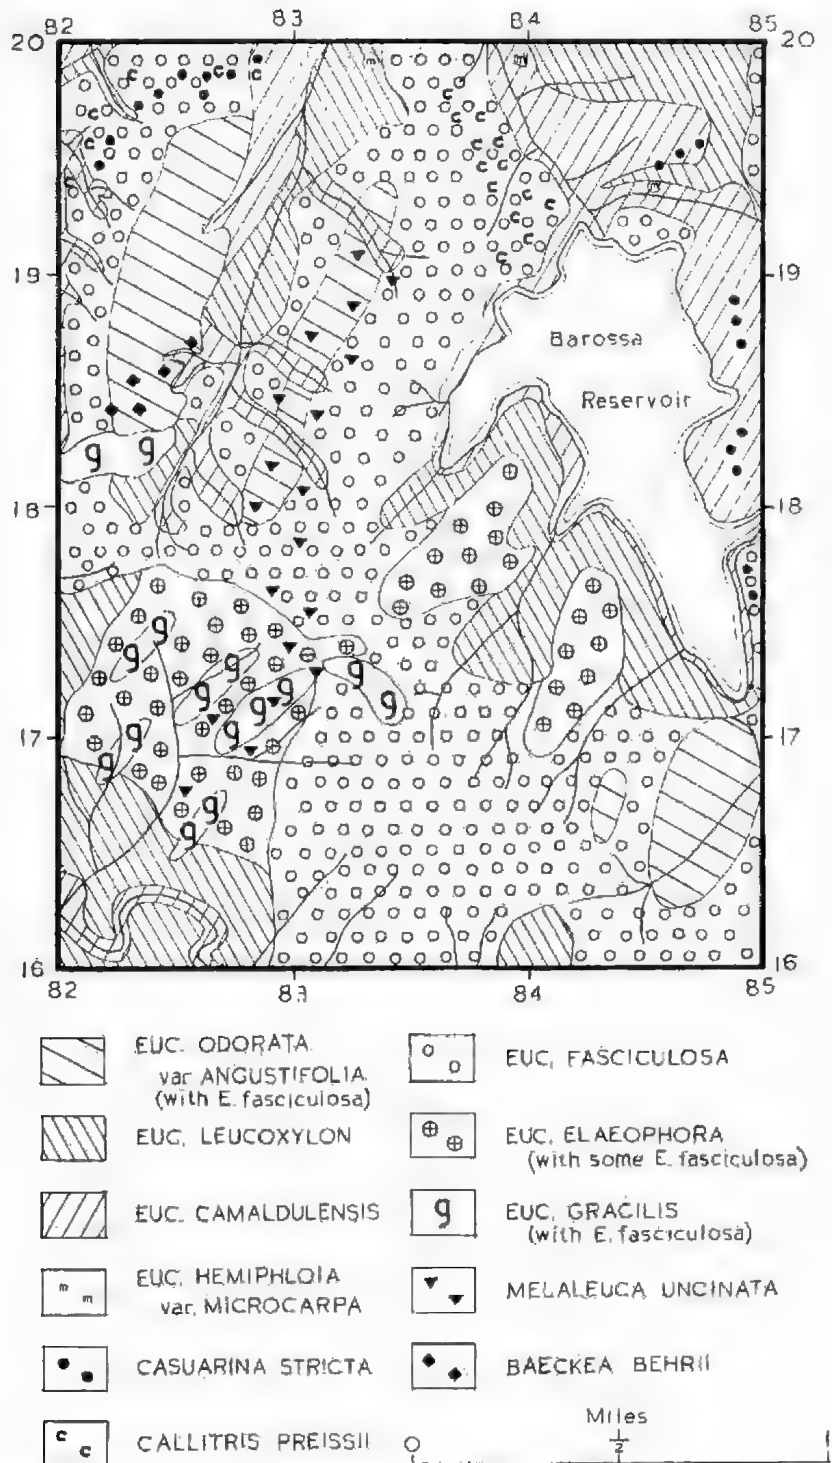 82 83 84 85
20 20
19 19
Barossa
Reservoir
18 18
17 17
16 16
82 83 84 85
EUC. ODORATA
var ANGUSTIFOLIA
(with E. fasciculosa)
EUC. LEUCOXYLON
EUC. CAMALDULENSIS
EUC. HEMIPHLOIA
var. MICROCARPA
m m
CASUARINA STRICTA
CALLITRIS PREISSII
c c
EUC. FASCICULOSA
EUC. ELAEOPHORA
(with some E. fasciculosa)
EUC. GRACILIS
(with E. fasciculosa)
g
MELALEUCA UNCINATA
BAECKEA BEHRII
Miles
0 1/2 1